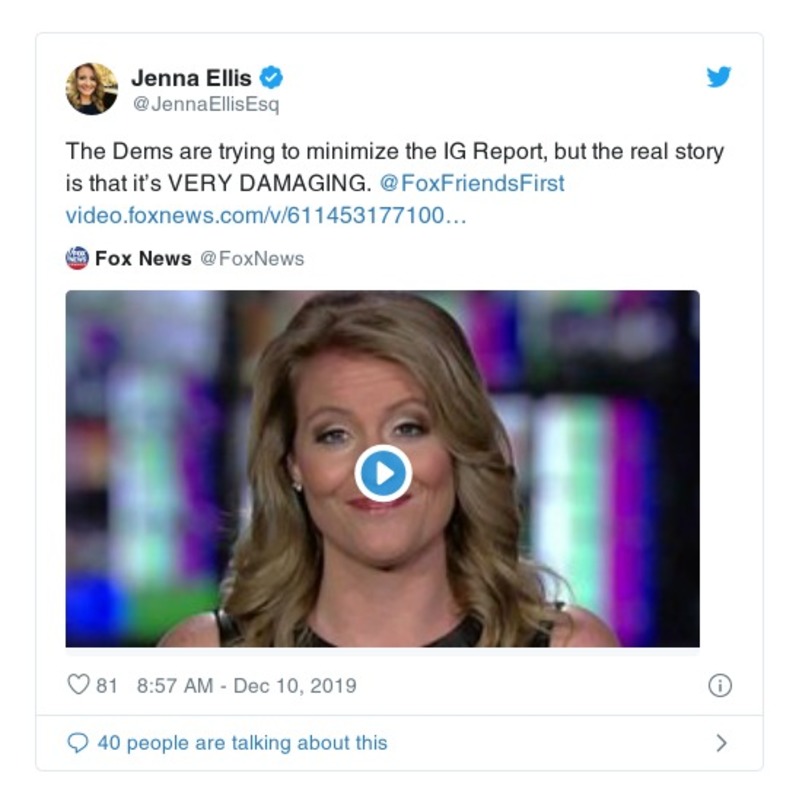 Jenna Ellis
@JennaEllisEsq
The Dems are trying to minimize the IG Report, but the real story
is that it's VERY DAMAGING. @FoxFriendsFirst
video.foxnews.com/v/611453177100…
Fox News @FoxNews
81 8:57 AM - Dec 10, 2019
40 people are talking about this